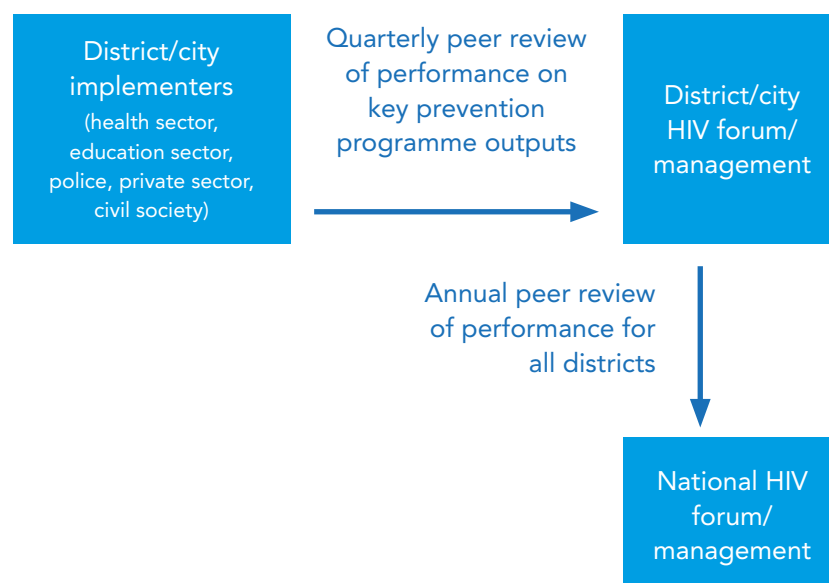 District/city
implementers
(health sector,
education sector,
police, private sector,
civil society)
Quarterly peer review
of performance on
key prevention
programme outputs
District/city
HIV forum/
management
Annual peer review
of performance for
all districts
National HIV
forum/
management